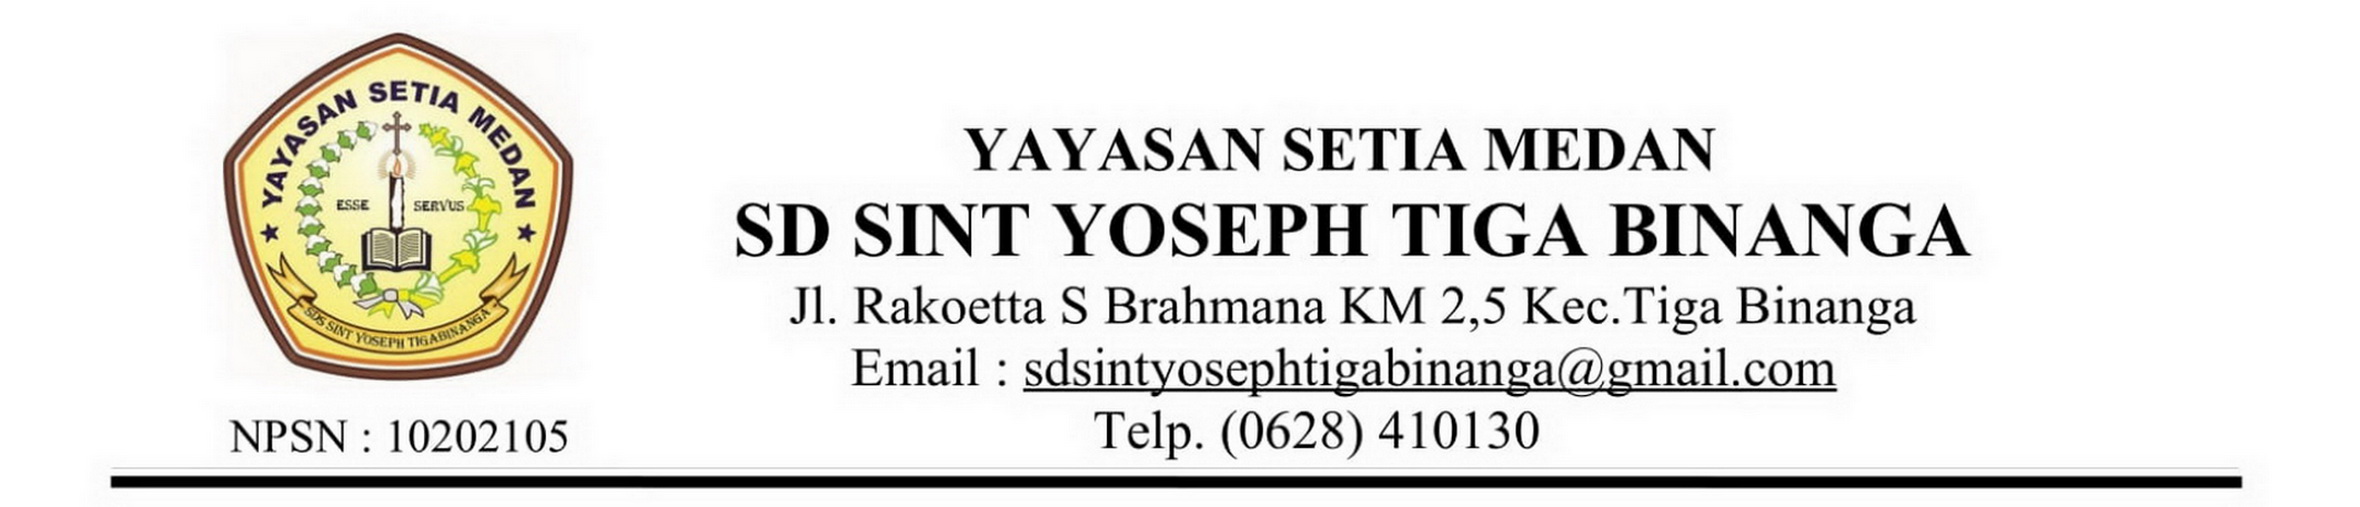 YAYASAN SETIA MEDAN
ESSE SERVUS
SDS SINT YOSEPH TIGABINANGA
NPSN : 10202105
YAYASAN SETIA MEDAN
SD SINT YOSEPH TIGA BINANGA
Jl. Rakoetta S Brahmana KM 2,5 Kec.Tiga Binanga
Email : sdsintyosephtigabinanga@gmail.com
Telp. (0628) 410130